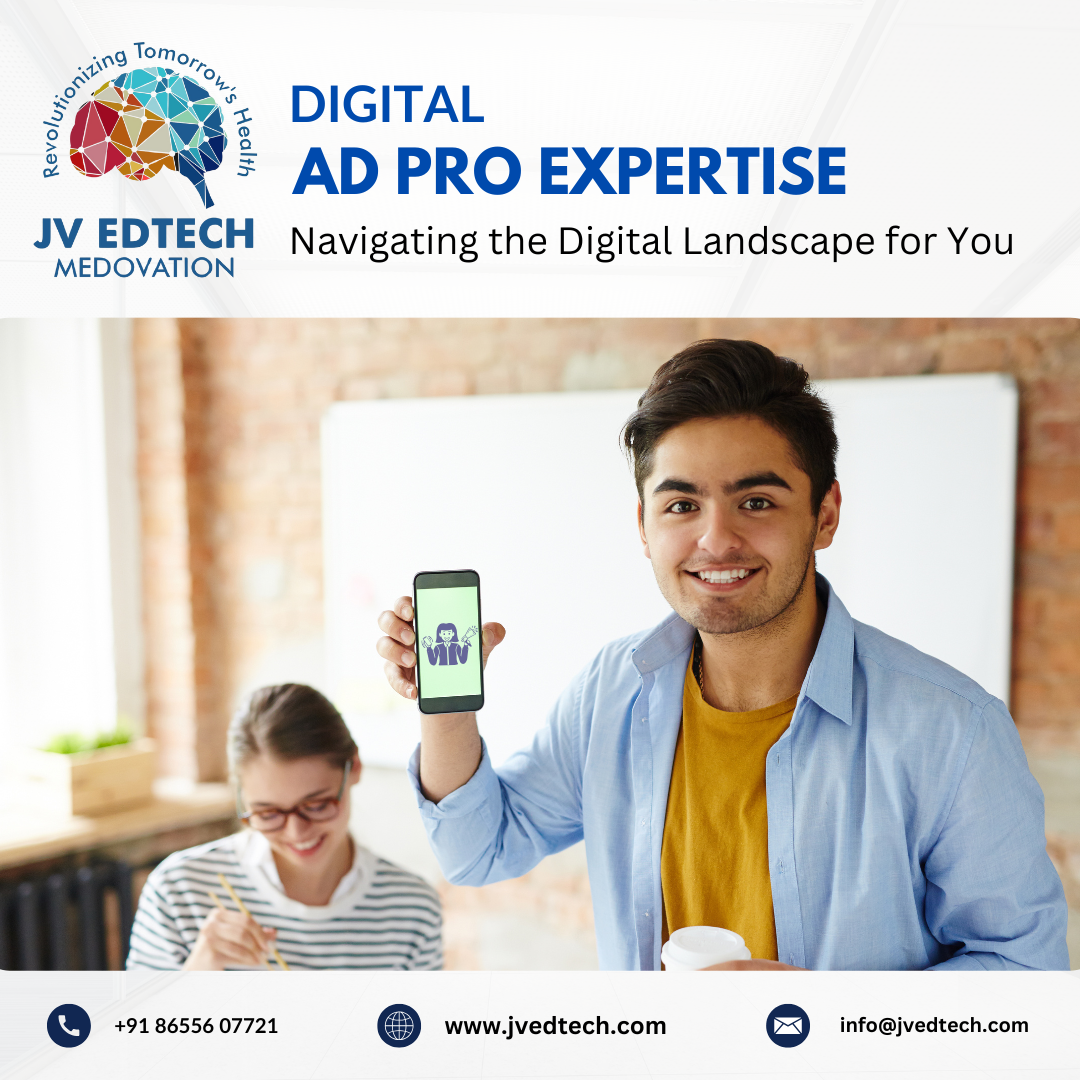 Revolutionizing Tomorrow's Health
JV EDTECH
MEDOVATION
DIGITAL
AD PRO EXPERTISE
Navigating the Digital Landscape for You
+91 86556 07721
www.jvedtech.com
info@jvedtech.com